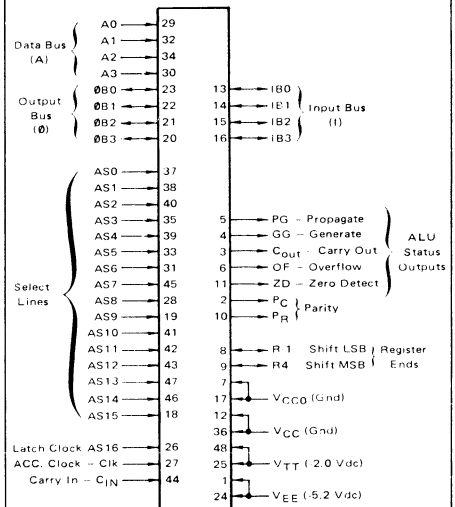 Data Bus
(A)
A0 29
A1 32
A2 34
A3 30
Output
Bus
(Ø)
ØB0 23
ØB1 22
ØB2 21
ØB3 20
13 IB0
14 IB1
15 IB2
16 IB3
Input Bus
(I)
Select
Lines
AS0 37
AS1 38
AS2 40
AS3 35
AS4 39
AS5 33
AS6 31
AS7 45
AS8 28
AS9 19
AS10 41
AS11 42
AS12 43
AS13 47
AS14 46
AS15 18
Latch Clock AS16 26
ACC. Clock – Clk 27
Carry In – CIN 44
5 PG – Propagate
4 GG – Generate
3 Cout – Carry Out
6 OF – Overflow
11 ZD – Zero Detect
ALU
Status
Outputs
2 PC
10 PR
Parity
8 R-1 Shift LSB
9 R4 Shift MSB
Register
Ends
7
17 VCCO (Gnd)
12
36 VCC (Gnd)
48
25 VTT (-2.0 Vdc)
1
24 VEE (-5.2 Vdc)